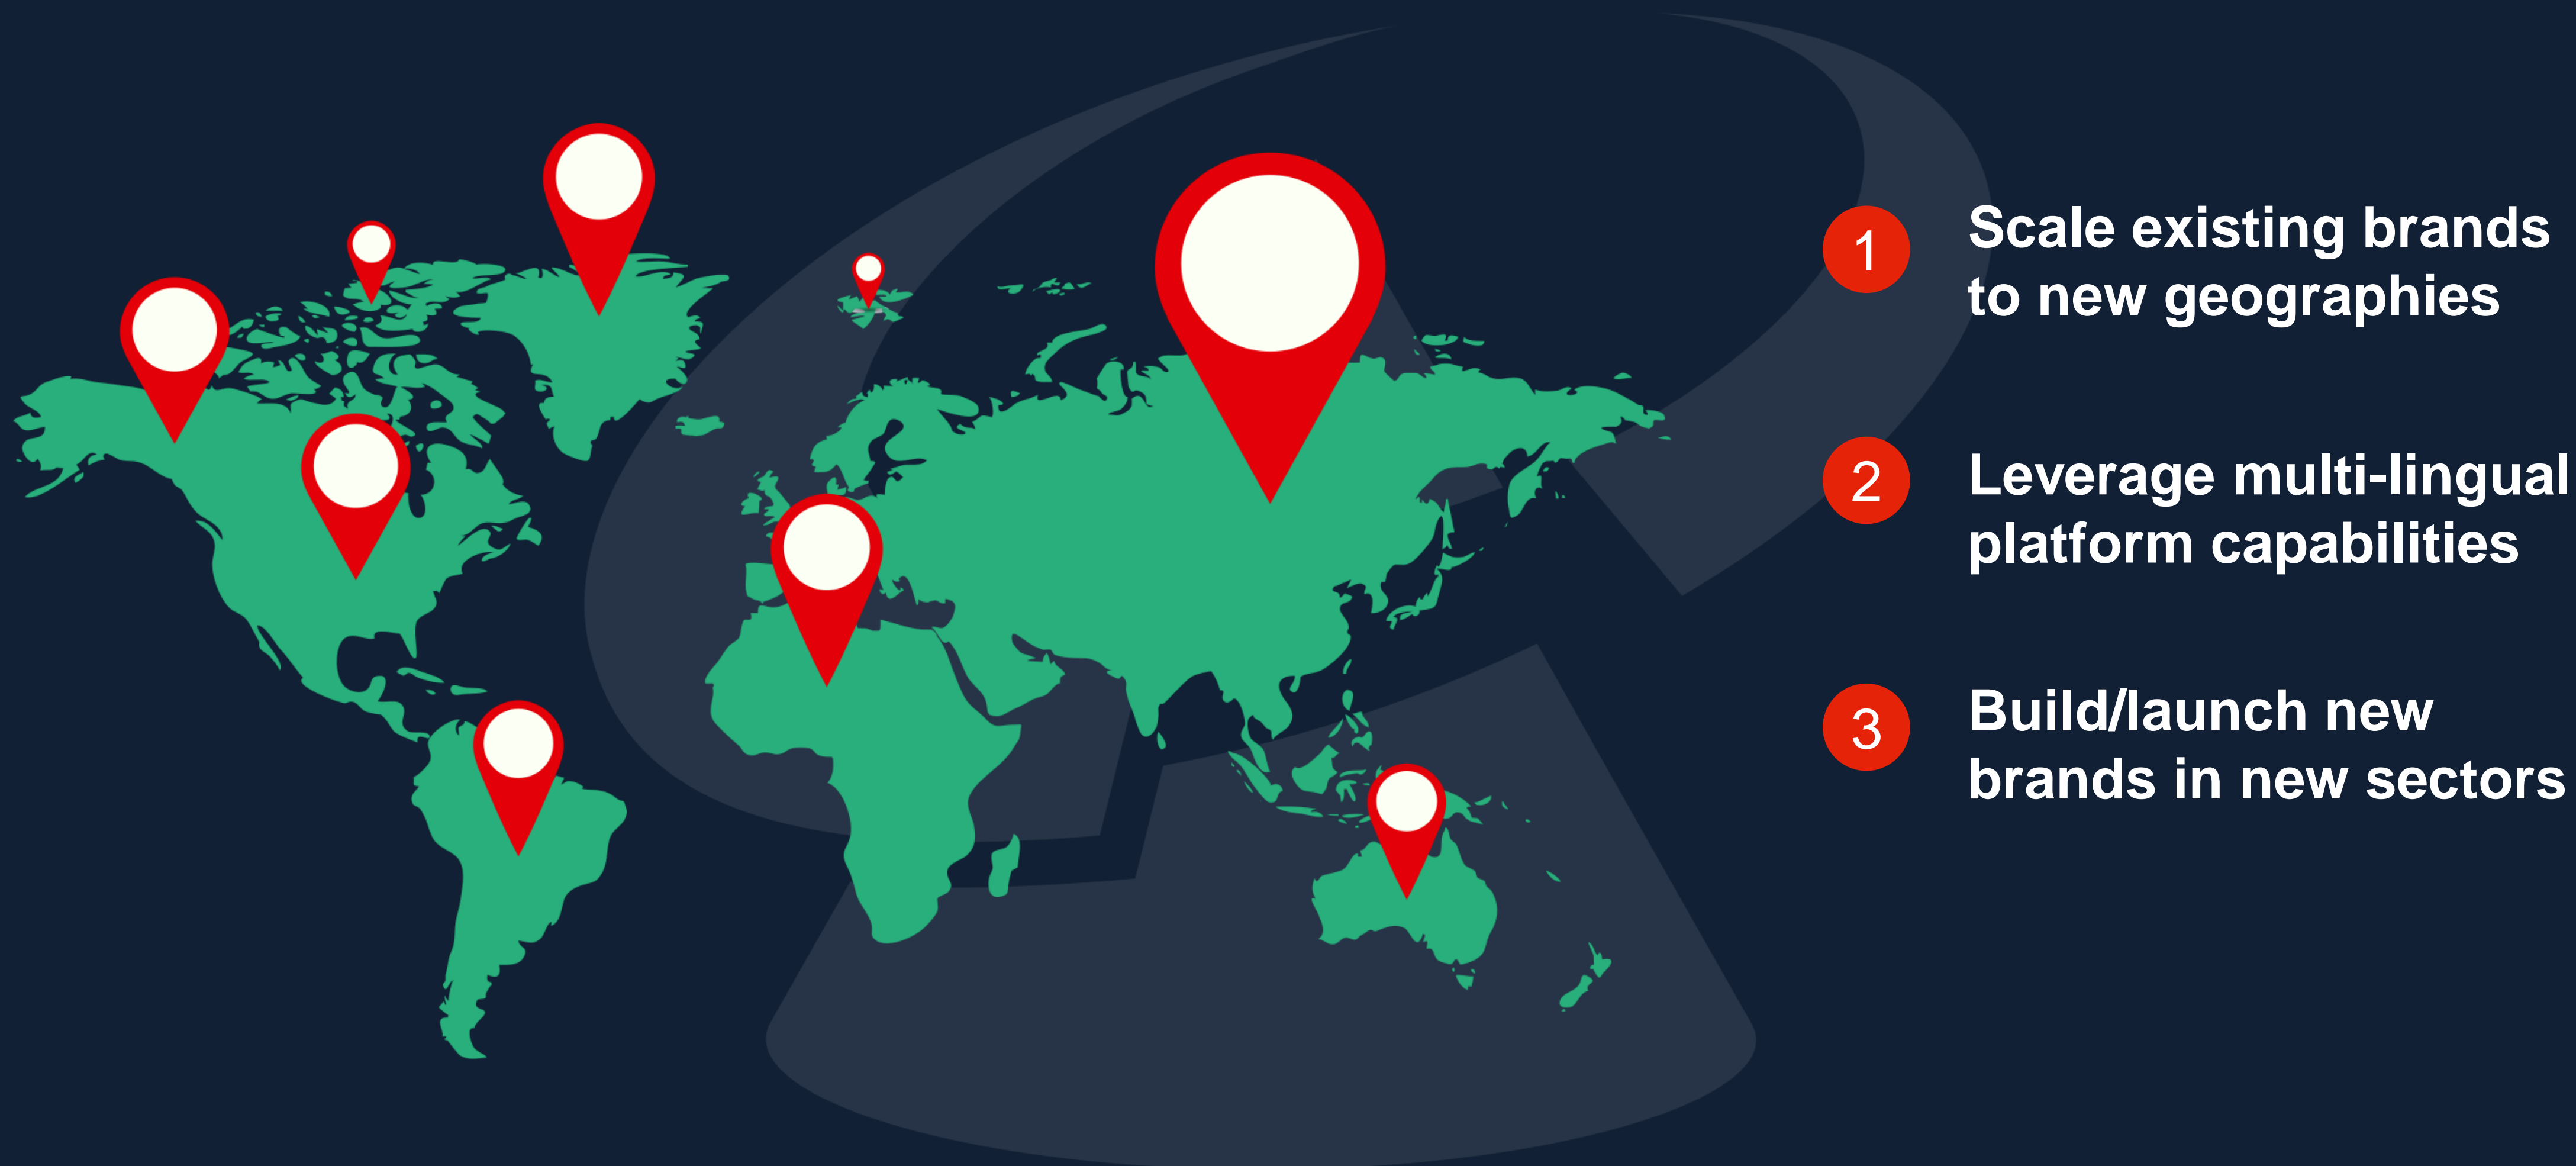 1
Scale existing brands
to new geographies
2
Leverage multi-lingual
platform capabilities
3
Build/launch new
brands in new sectors